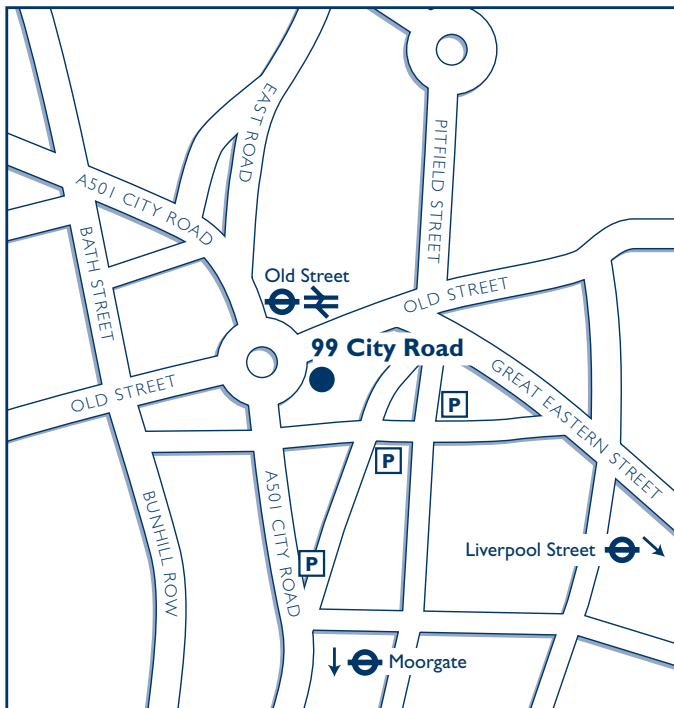 EAST ROAD
PITFIELD STREET
A501 CITY ROAD
BATH STREET
Old Street
OLD STREET
99 City Road
GREAT EASTERN STREET
OLD STREET
P
P
BUNHILL ROW
A501 CITY ROAD
Liverpool Street
P
Moorgate